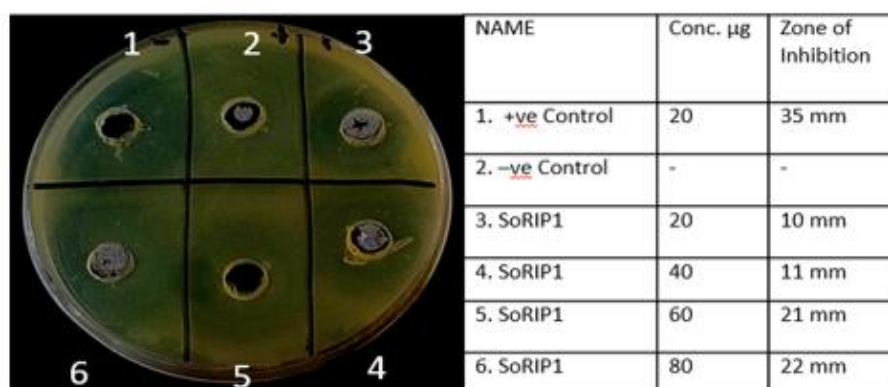 1
2
3
6
5
4
NAME Conc. µg Zone of
Inhibition
1. +ve Control 20 35 mm
2. –ve Control - -
3. SoRIP1 20 10 mm
4. SoRIP1 40 11 mm
5. SoRIP1 60 21 mm
6. SoRIP1 80 22 mm